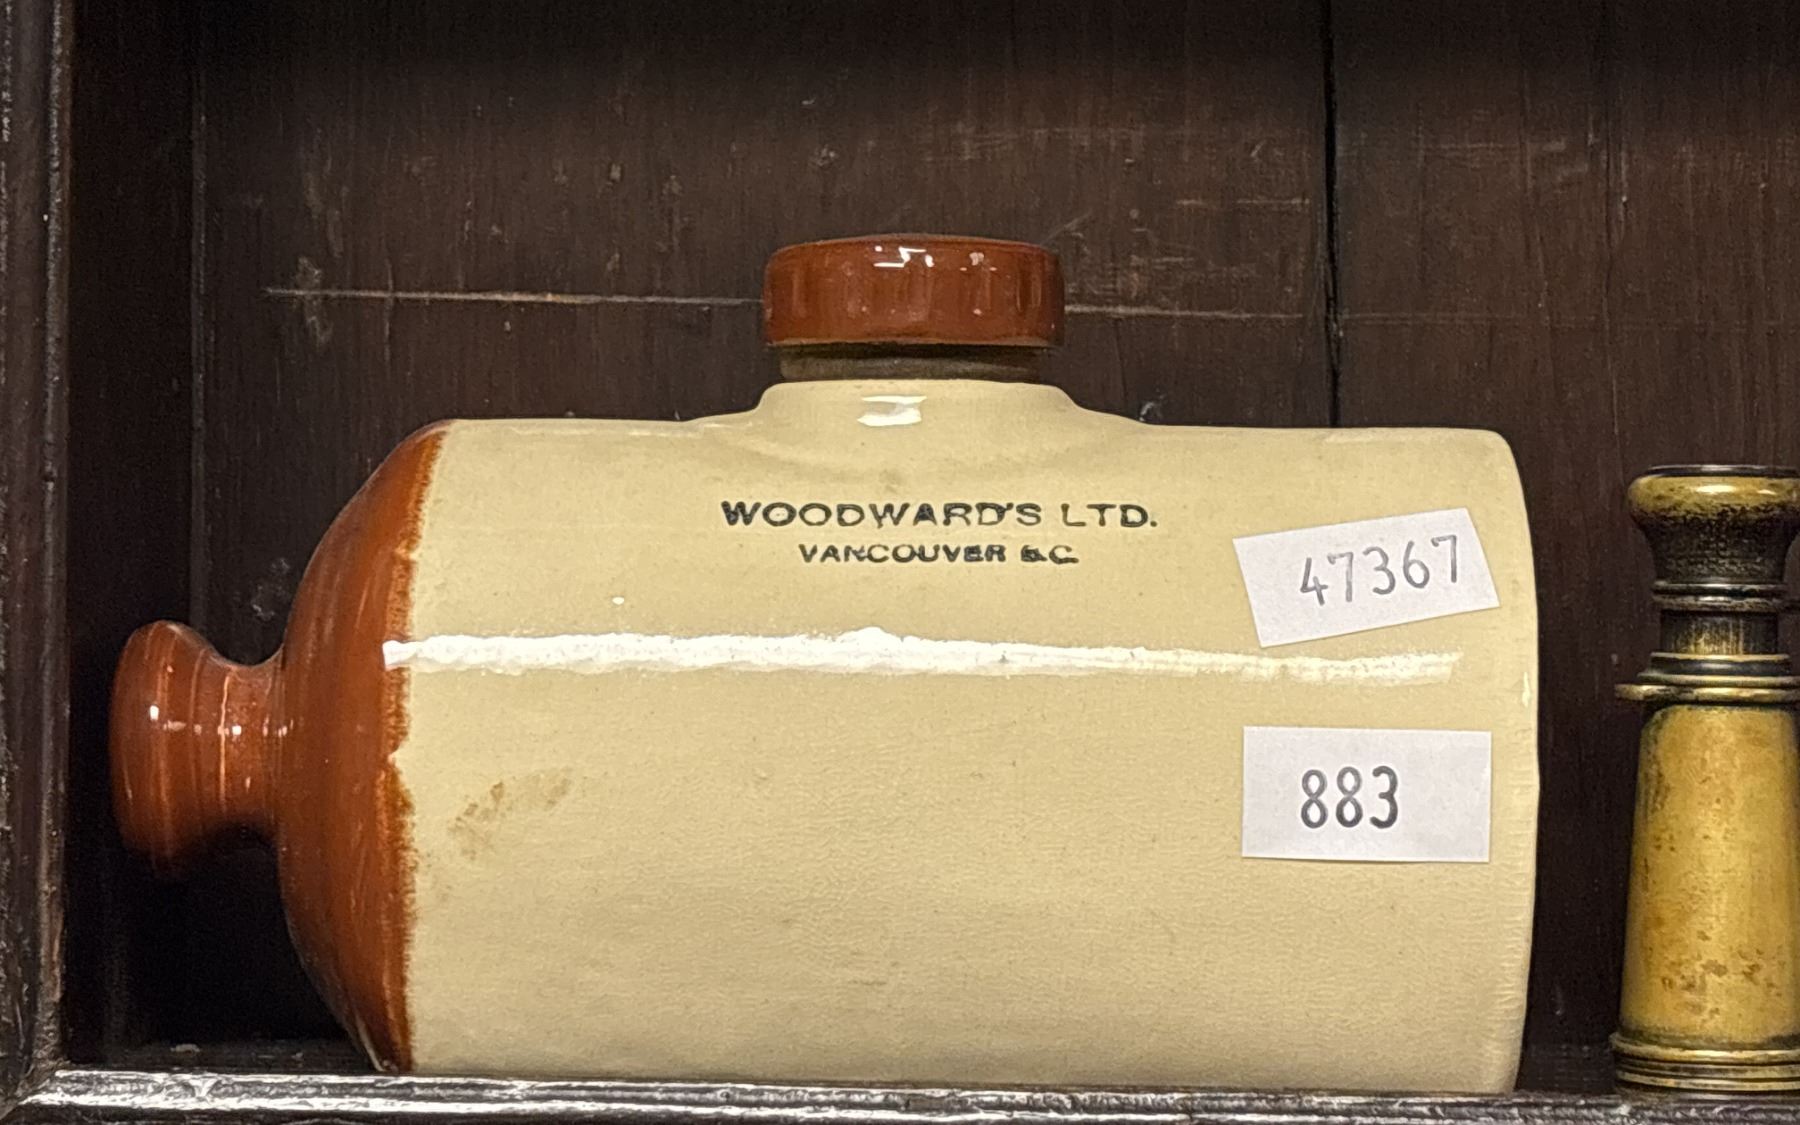 WOODWARD'S LTD.
VANCOUVER B.C.
47367
883